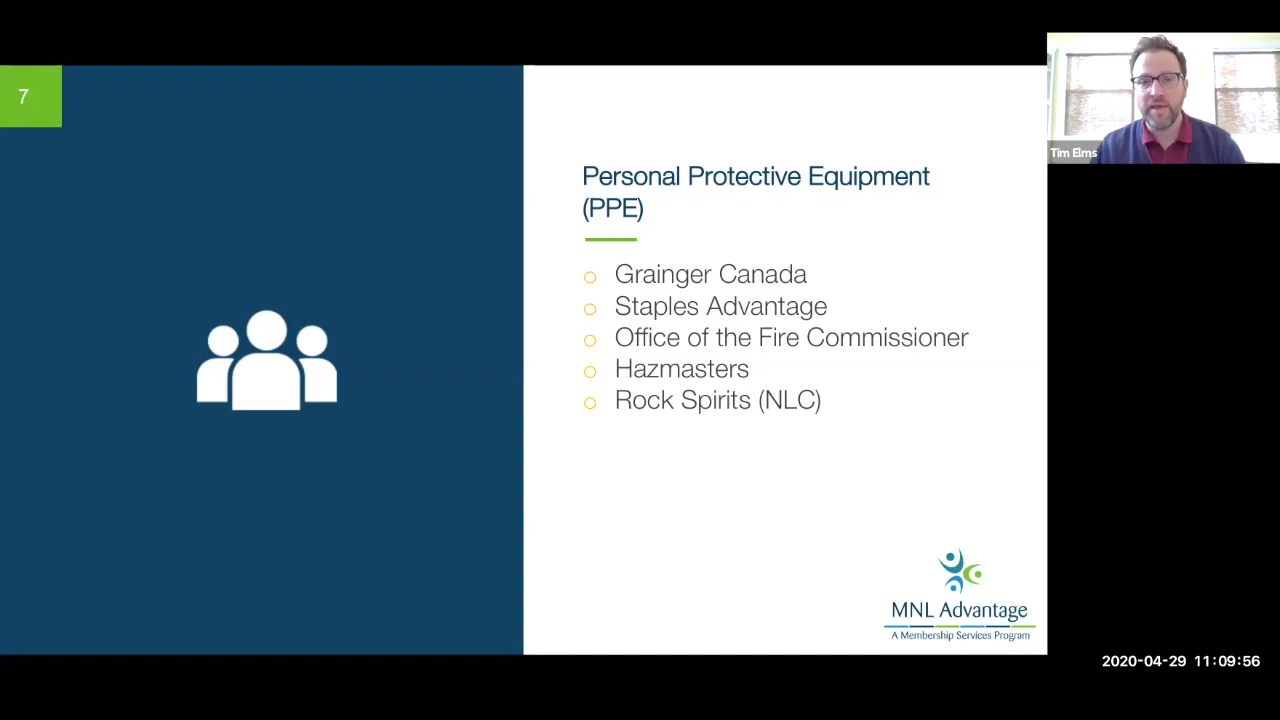 7
Personal Protective Equipment
(PPE)
Grainger Canada
Staples Advantage
Office of the Fire Commissioner
Hazmasters
Rock Spirits (NLC)
MNL Advantage
A Membership Services Program
Tim Elms
2020-04-29 11:09:56